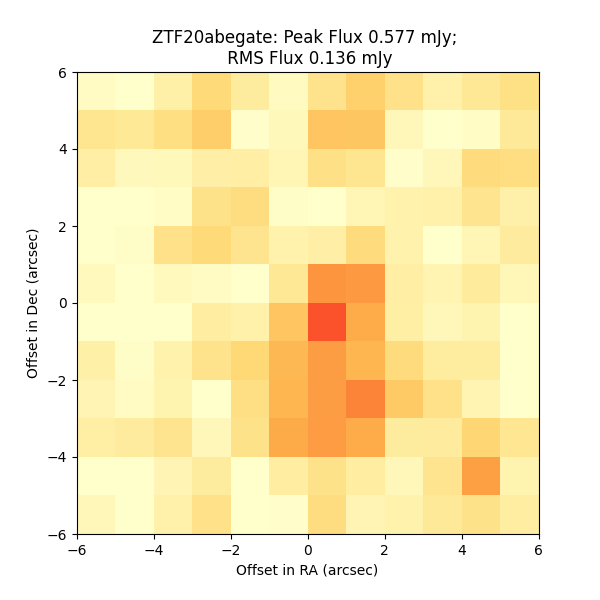 ZTF20abegate: Peak Flux 0.577 mJy;
RMS Flux 0.136 mJy
6
4
2
0
−2
−4
−6
Offset in Dec (arcsec)
−6 −4 −2 0 2 4 6
Offset in RA (arcsec)